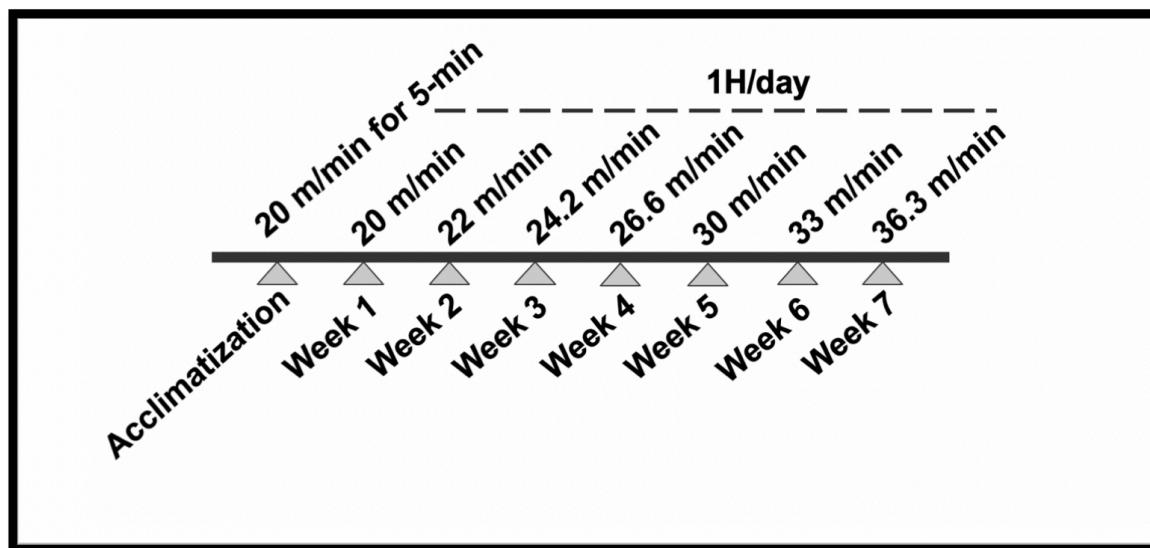 1H/day
20 m/min for 5-min
20 m/min
22 m/min
24.2 m/min
26.6 m/min
30 m/min
33 m/min
36.3 m/min
Acclimatization
Week 1
Week 2
Week 3
Week 4
Week 5
Week 6
Week 7